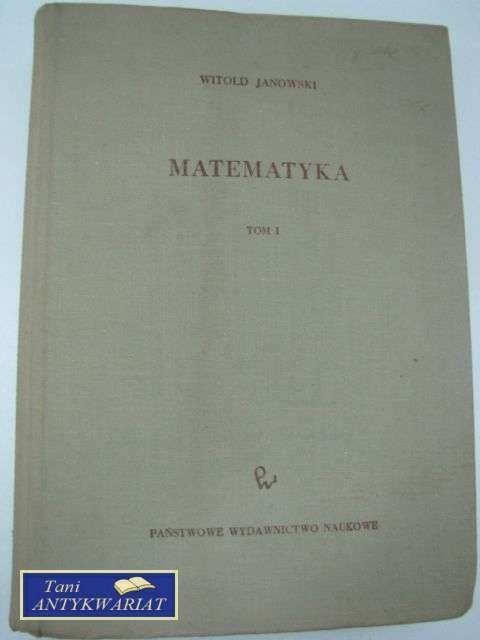 WITOLD JANOWSKI
MATEMATYKA
TOM I
PAŃSTWOWE WYDAWNICTWO NAUKOWE
Tani
ANTYKWARIAT